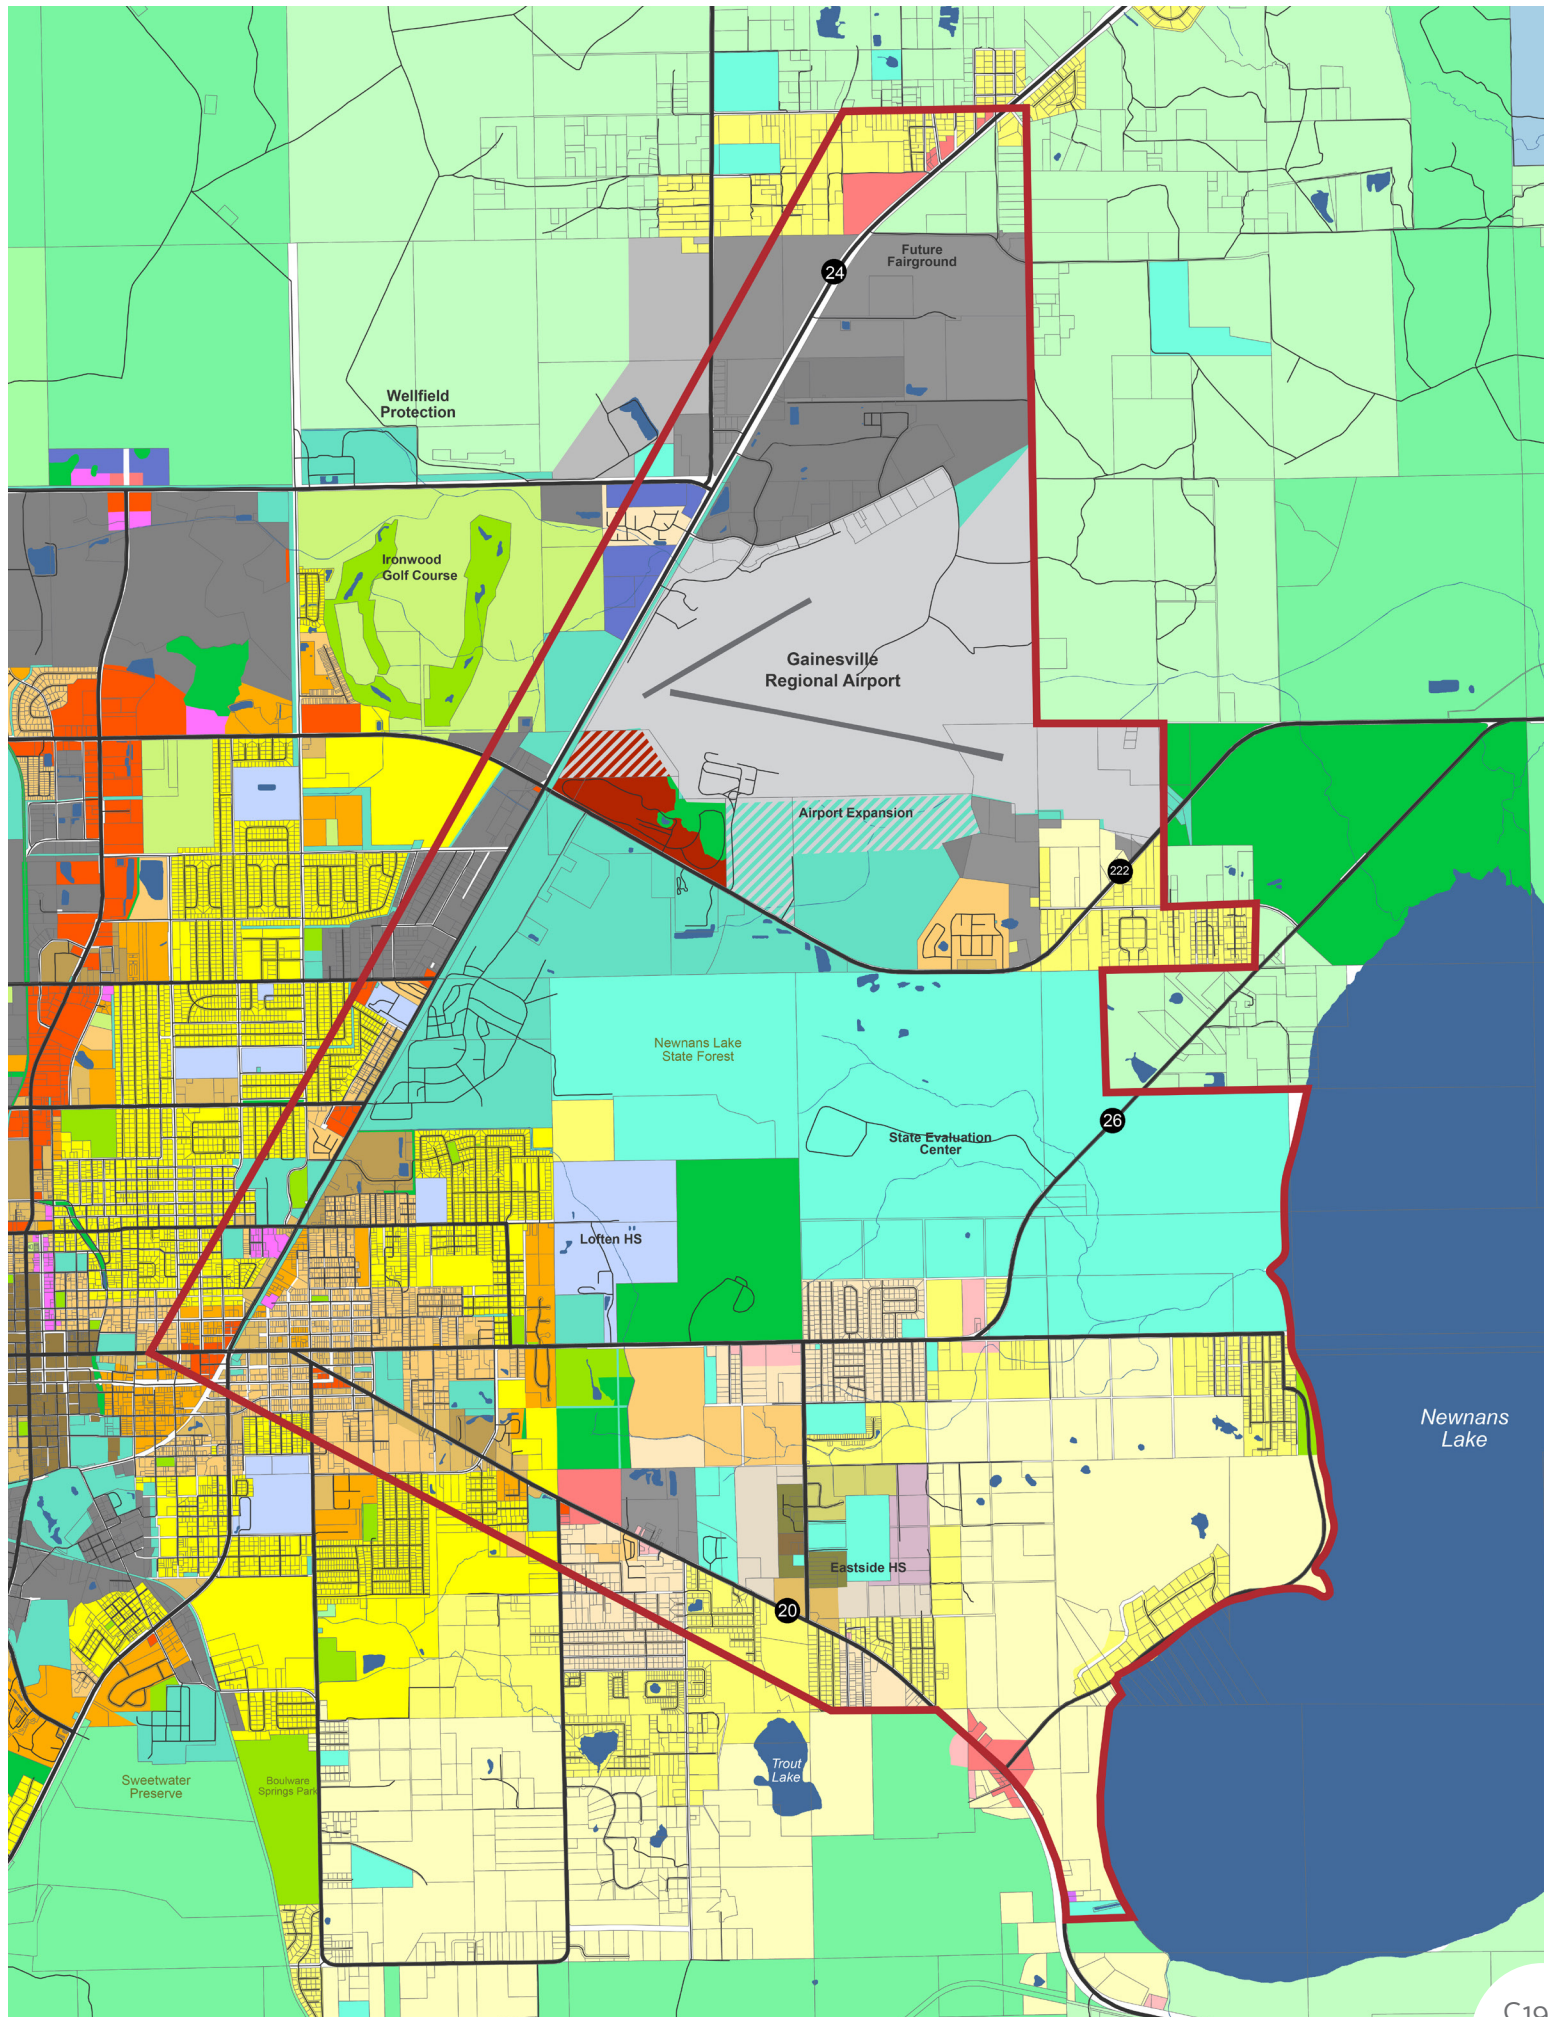 Future
Fairground
24
Wellfield
Protection
Ironwood
Golf Course
Gainesville
Regional Airport
Airport Expansion
222
Newnans Lake
State Forest
26
State Evaluation
Center
Loften HS
Newnans
Lake
Eastside HS
20
Trout
Lake
Sweetwater
Preserve
Boulware
Springs Park
C19